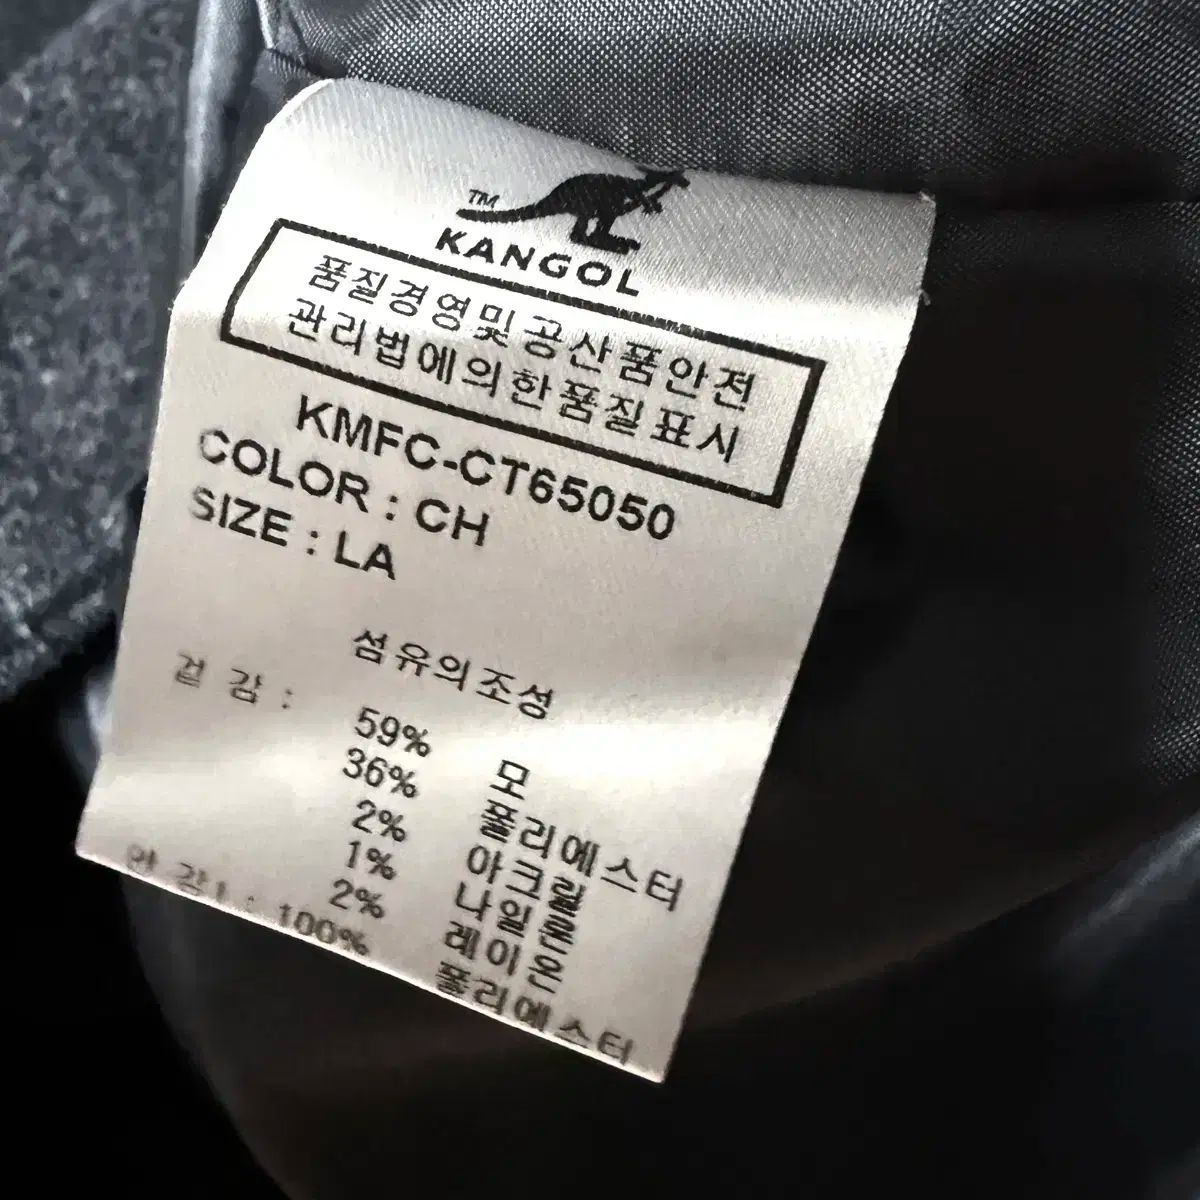 TM
KANGOL
품질경영및공산품안전
관리법에의한품질표시
KMFC-CT65050
COLOR : CH
SIZE : LA
섬유의조성
겉 감 :
59% 모
36% 폴리에스터
2% 아크릴
1% 나일론
2% 레이온
안 감 : 100% 폴리에스터